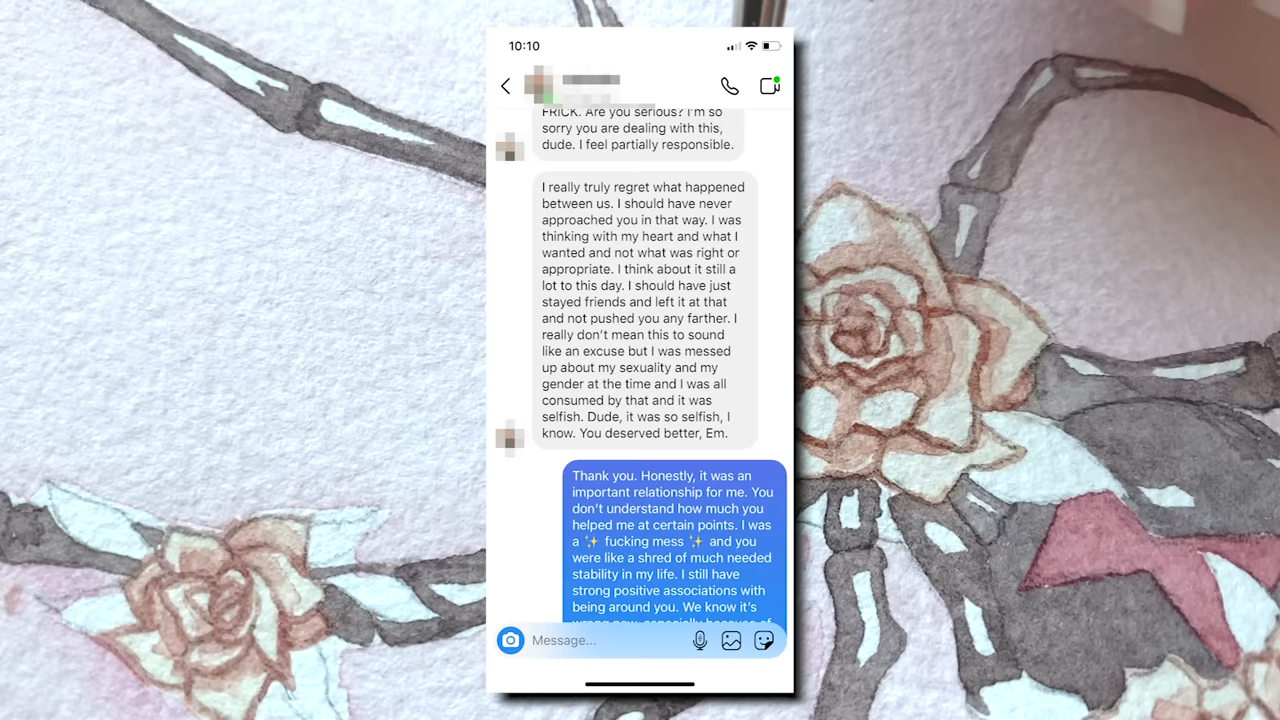 10:10
FRICK. Are you serious? I'm so
sorry you are dealing with this,
dude. I feel partially responsible.
I really truly regret what happened
between us. I should have never
approached you in that way. I was
thinking with my heart and what I
wanted and not what was right or
appropriate. I think about it still a
lot to this day. I should have just
stayed friends and left it at that
and not pushed you any farther. I
really don't mean this to sound
like an excuse but I was messed
up about my sexuality and my
gender at the time and I was all
consumed by that and it was
selfish. Dude, it was so selfish, I
know. You deserved better, Em.
Thank you. Honestly, it was an
important relationship for me. You
don't understand how much you
helped me at certain points. I was
a ✨ fucking mess ✨ and you
were like a shred of much needed
stability in my life. I still have
strong positive associations with
being around you. We know it's
wrong now, especially because of
Message...